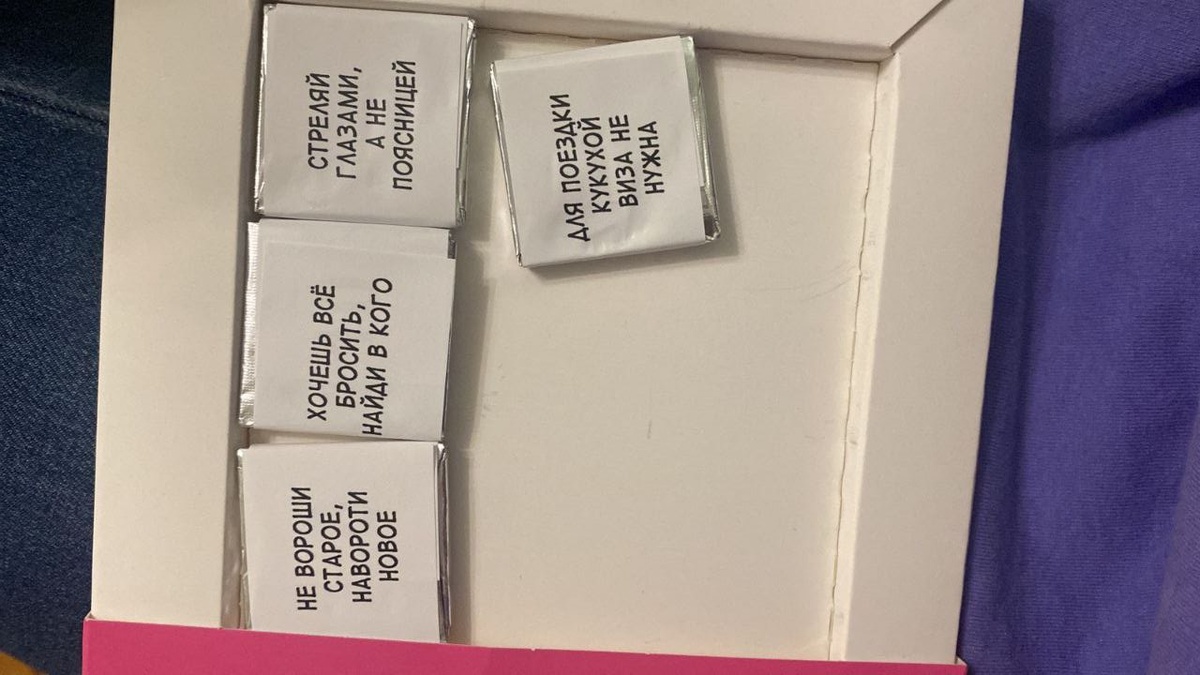 СТРЕЛЯЙ
ГЛАЗАМИ,
А НЕ
ПОЯСНИЦЕЙ
ДЛЯ ПОЕЗДКИ
КУКУХОЙ
ВИЗА НЕ
НУЖНА
ХОЧЕШЬ ВСЁ
БРОСИТЬ,
НАЙДИ В КОГО
НЕ ВОРОШИ
СТАРОЕ,
НАВОРОТИ
НОВОЕ